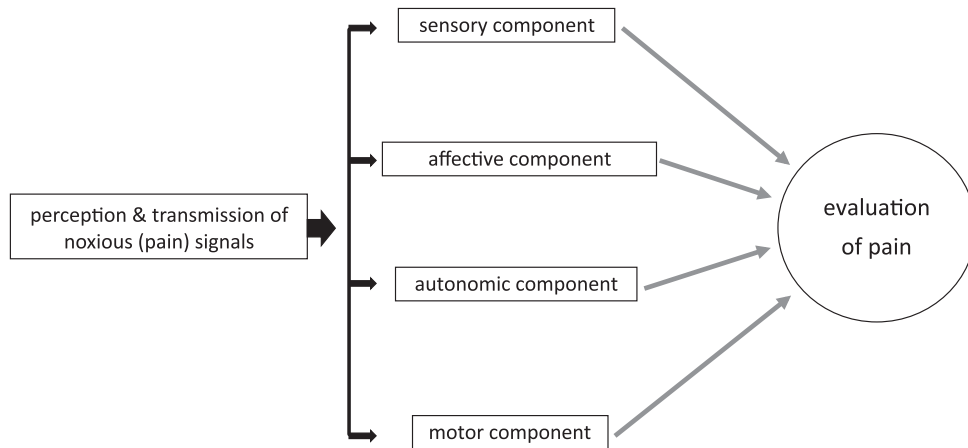 sensory component
affective component
perception & transmission of
noxious (pain) signals
evaluation
of pain
autonomic component
motor component